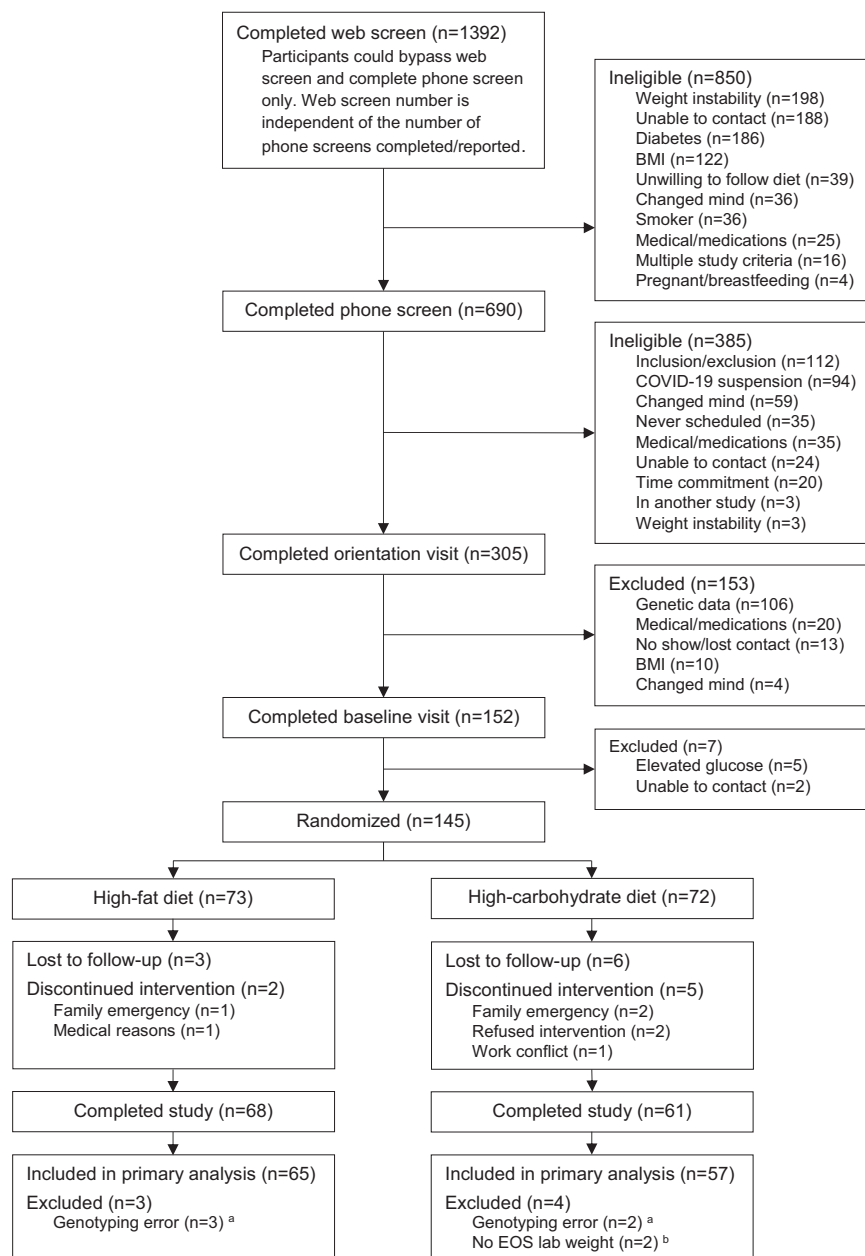 Completed web screen (n=1392)
Participants could bypass web
screen and complete phone screen
only. Web screen number is
independent of the number of
phone screens completed/reported.
Ineligible (n=850)
Weight instability (n=198)
Unable to contact (n=188)
Diabetes (n=186)
BMI (n=122)
Unwilling to follow diet (n=39)
Changed mind (n=36)
Smoker (n=36)
Medical/medications (n=25)
Multiple study criteria (n=16)
Pregnant/breastfeeding (n=4)
Completed phone screen (n=690)
Ineligible (n=385)
Inclusion/exclusion (n=112)
COVID-19 suspension (n=94)
Changed mind (n=59)
Never scheduled (n=35)
Medical/medications (n=35)
Unable to contact (n=24)
Time commitment (n=20)
In another study (n=3)
Weight instability (n=3)
Completed orientation visit (n=305)
Excluded (n=153)
Genetic data (n=106)
Medical/medications (n=20)
No show/lost contact (n=13)
BMI (n=10)
Changed mind (n=4)
Completed baseline visit (n=152)
Excluded (n=7)
Elevated glucose (n=5)
Unable to contact (n=2)
Randomized (n=145)
High-fat diet (n=73)
Lost to follow-up (n=3)
Discontinued intervention (n=2)
Family emergency (n=1)
Medical reasons (n=1)
Completed study (n=68)
Included in primary analysis (n=65)
Excluded (n=3)
Genotyping error (n=3) a
High-carbohydrate diet (n=72)
Lost to follow-up (n=6)
Discontinued intervention (n=5)
Family emergency (n=2)
Refused intervention (n=2)
Work conflict (n=1)
Completed study (n=61)
Included in primary analysis (n=57)
Excluded (n=4)
Genotyping error (n=2) a
No EOS lab weight (n=2) b